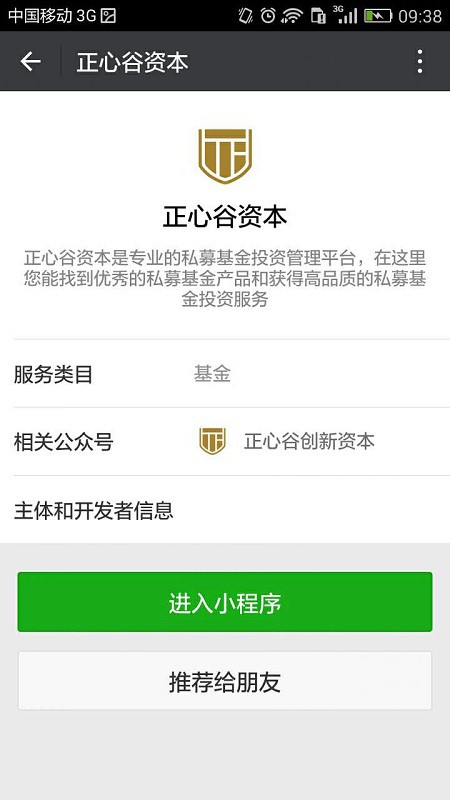 中国移动 3G
3G
09:38
正心谷资本
正心谷资本
正心谷资本是专业的私募基金投资管理平台，在这里
您能找到优秀的私募基金产品和获得高品质的私募基
金投资服务
服务类目 基金
相关公众号 正心谷创新资本
主体和开发者信息
进入小程序
推荐给朋友